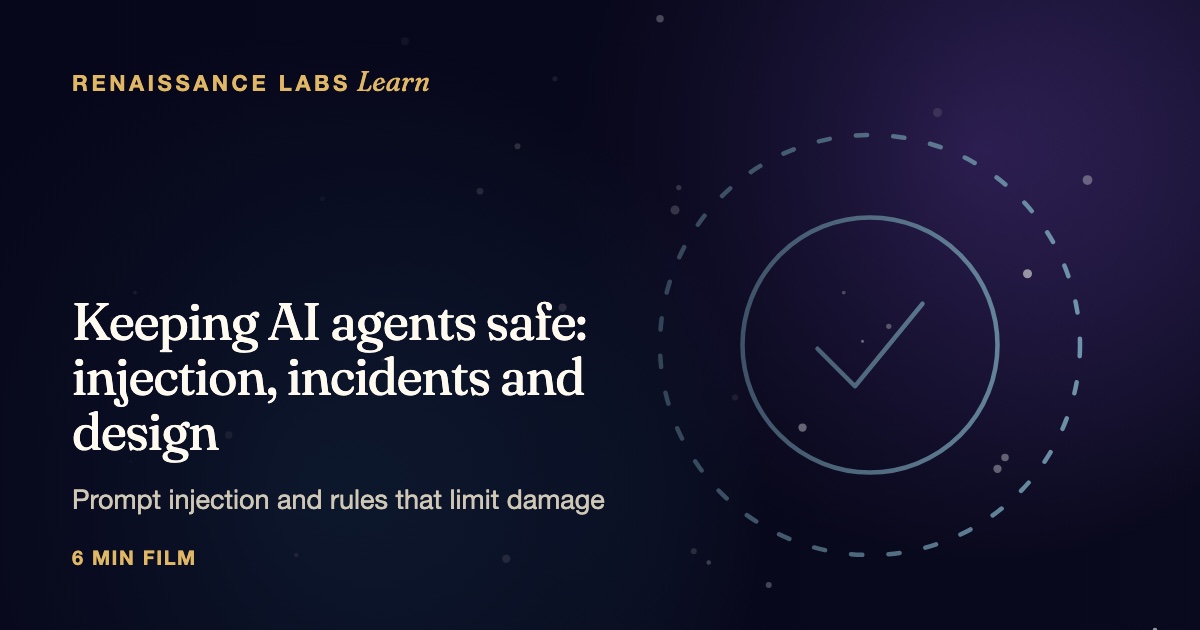 RENAISSANCE LABS Learn
Keeping AI agents safe:
injection, incidents and
design
Prompt injection and rules that limit damage
6 MIN FILM